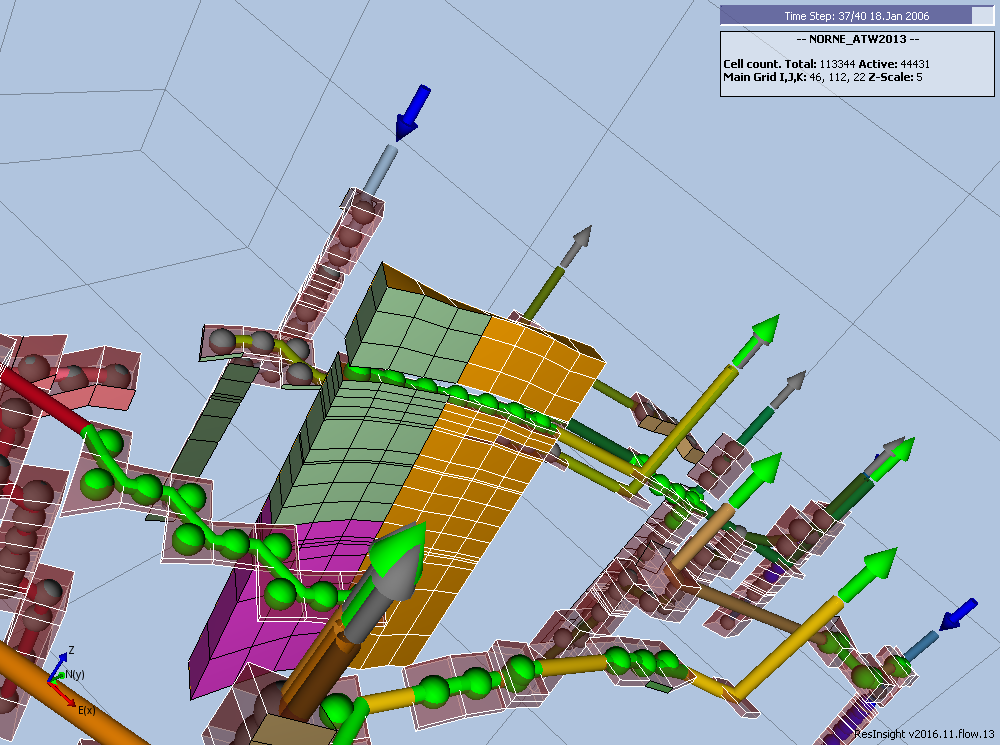 Time Step: 37/40 18.Jan 2006
-- NORNE_ATW2013 --
Cell count. Total: 113344 Active: 44431
Main Grid I,J,K: 46, 112, 22 Z-Scale: 5
Z
N(y)
E(x)
ResInsight v2016.11.flow.13